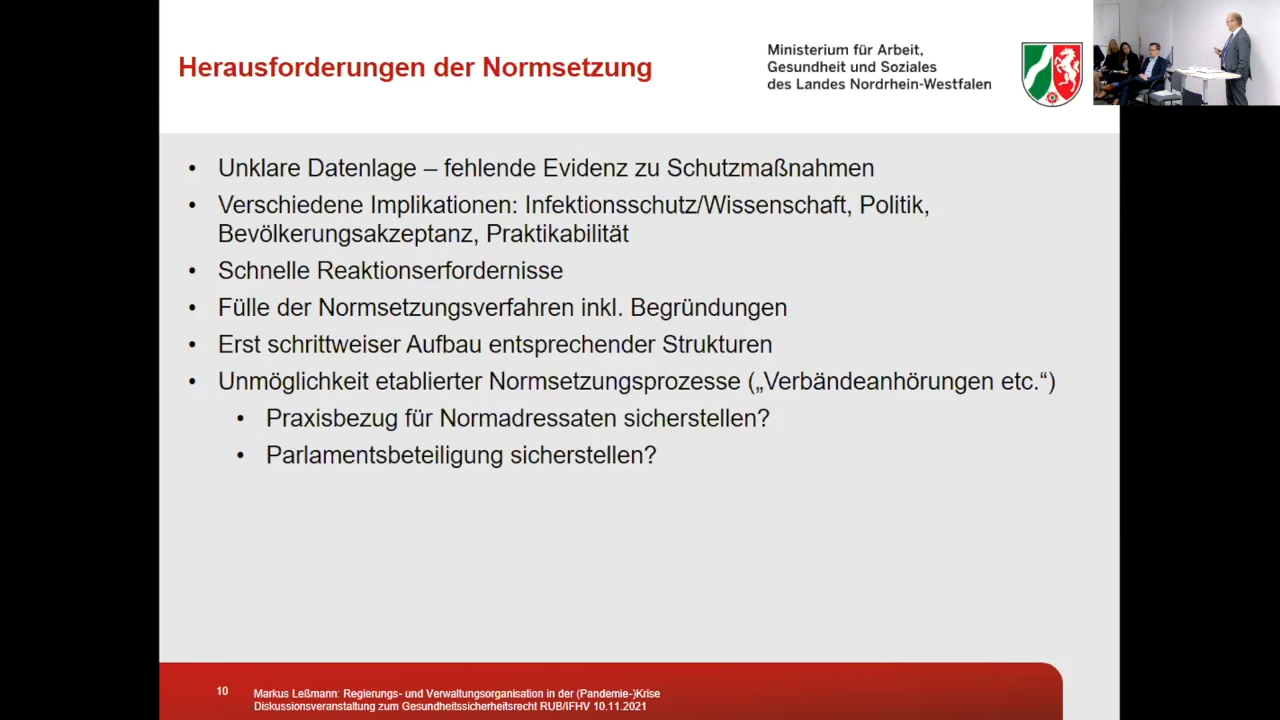 Herausforderungen der Normsetzung
Ministerium für Arbeit,
Gesundheit und Soziales
des Landes Nordrhein-Westfalen
• Unklare Datenlage – fehlende Evidenz zu Schutzmaßnahmen
• Verschiedene Implikationen: Infektionsschutz/Wissenschaft, Politik,
Bevölkerungsakzeptanz, Praktikabilität
• Schnelle Reaktionserfordernisse
• Fülle der Normsetzungsverfahren inkl. Begründungen
• Erst schrittweiser Aufbau entsprechender Strukturen
• Unmöglichkeit etablierter Normsetzungsprozesse („Verbändeanhörungen etc.“)
• Praxisbezug für Normadressaten sicherstellen?
• Parlamentsbeteiligung sicherstellen?
10
Markus Leßmann: Regierungs- und Verwaltungsorganisation in der (Pandemie-)Krise
Diskussionsveranstaltung zum Gesundheitssicherheitsrecht RUB/IFHV 10.11.2021